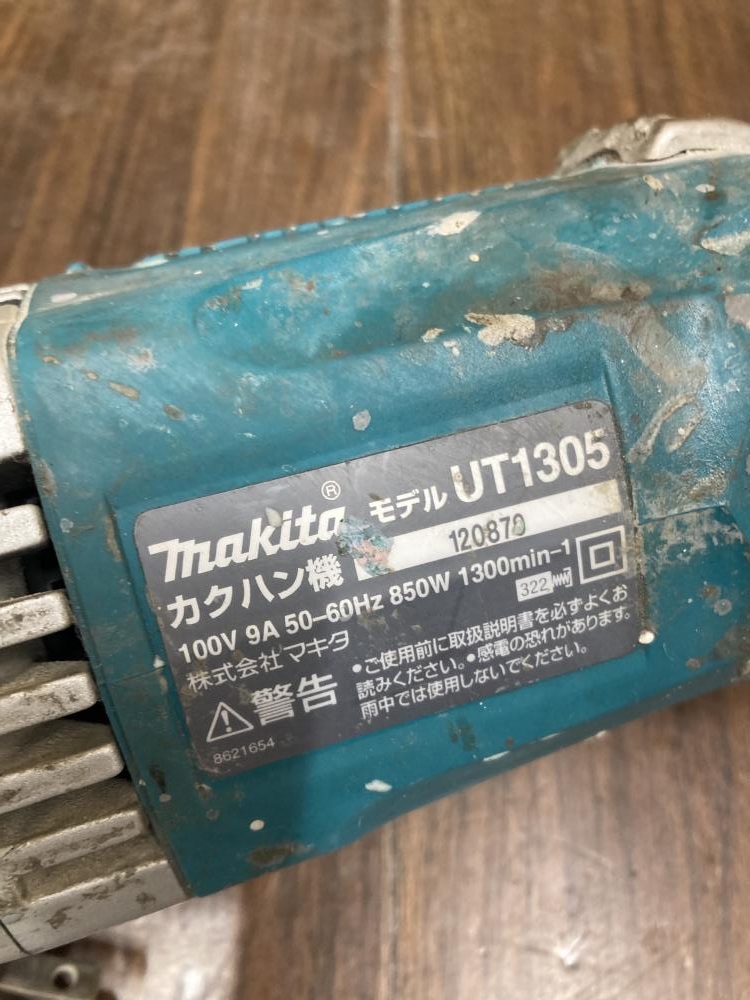 makita® モデル UT1305
カクハン機 120870
100V 9A 50-60Hz 850W 1300min-1
株式会社マキタ 322
警告 •ご使用前に取扱説明書を必ずよくお
読みください。•感電の恐れがあります。
雨中では使用しないでください。
8621654